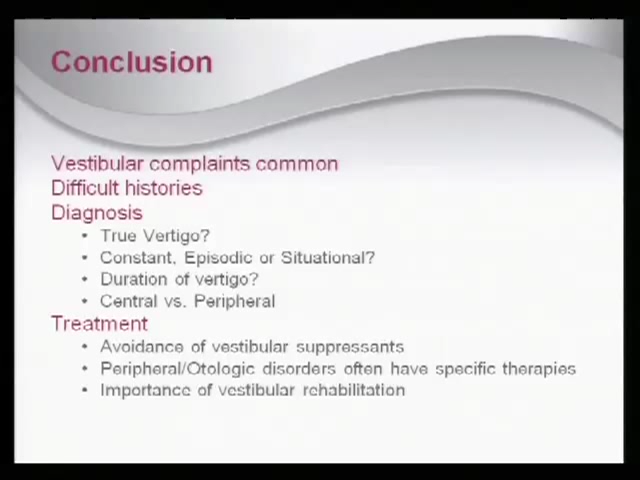 Conclusion
Vestibular complaints common
Difficult histories
Diagnosis
• True Vertigo?
• Constant, Episodic or Situational?
• Duration of vertigo?
• Central vs. Peripheral
Treatment
• Avoidance of vestibular suppressants
• Peripheral/Otologic disorders often have specific therapies
• Importance of vestibular rehabilitation